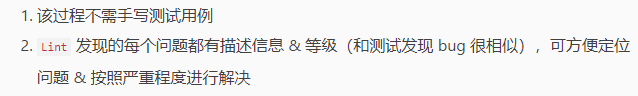 1. 该过程不需手写测试用例
2. Lint 发现的每个问题都有描述信息 & 等级（和测试发现 bug 很相似），可方便定位
问题 & 按照严重程度进行解决